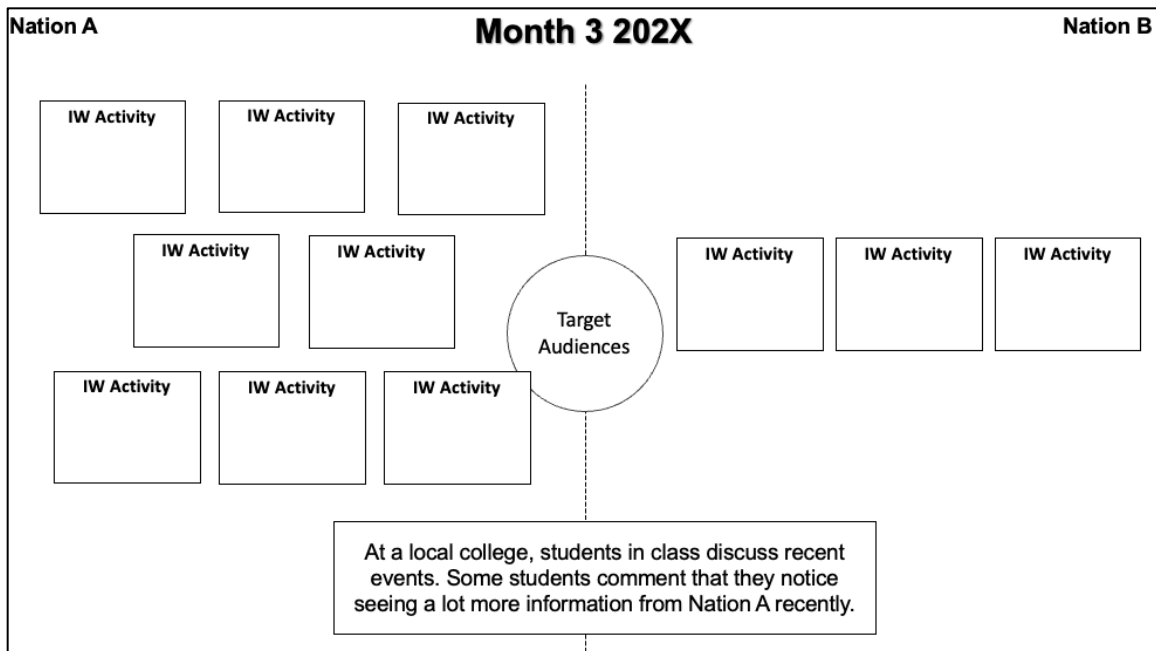 Nation A
Month 3 202X
Nation B
IW Activity
IW Activity
IW Activity
IW Activity
IW Activity
IW Activity
IW Activity
IW Activity
Target
Audiences
IW Activity
IW Activity
IW Activity
At a local college, students in class discuss recent
events. Some students comment that they notice
seeing a lot more information from Nation A recently.